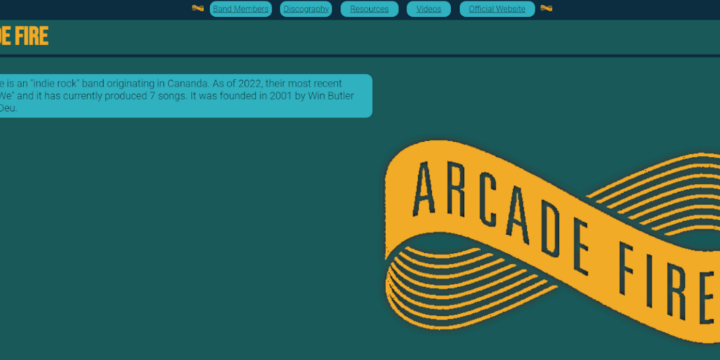 Band Members Discography Resources Videos Official Website
DE FIRE
e is an "indie rock" band originating in Cananda. As of 2022, their most recent
We" and it has currently produced 7 songs. It was founded in 2001 by Win Butler
Deu.
ARCADE FIRE